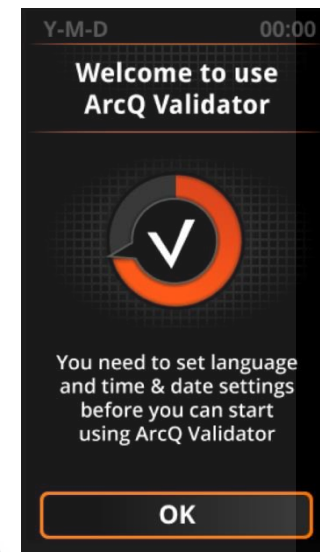 Y-M-D 00:00
Welcome to use
ArcQ Validator
You need to set language
and time & date settings
before you can start
using ArcQ Validator
OK